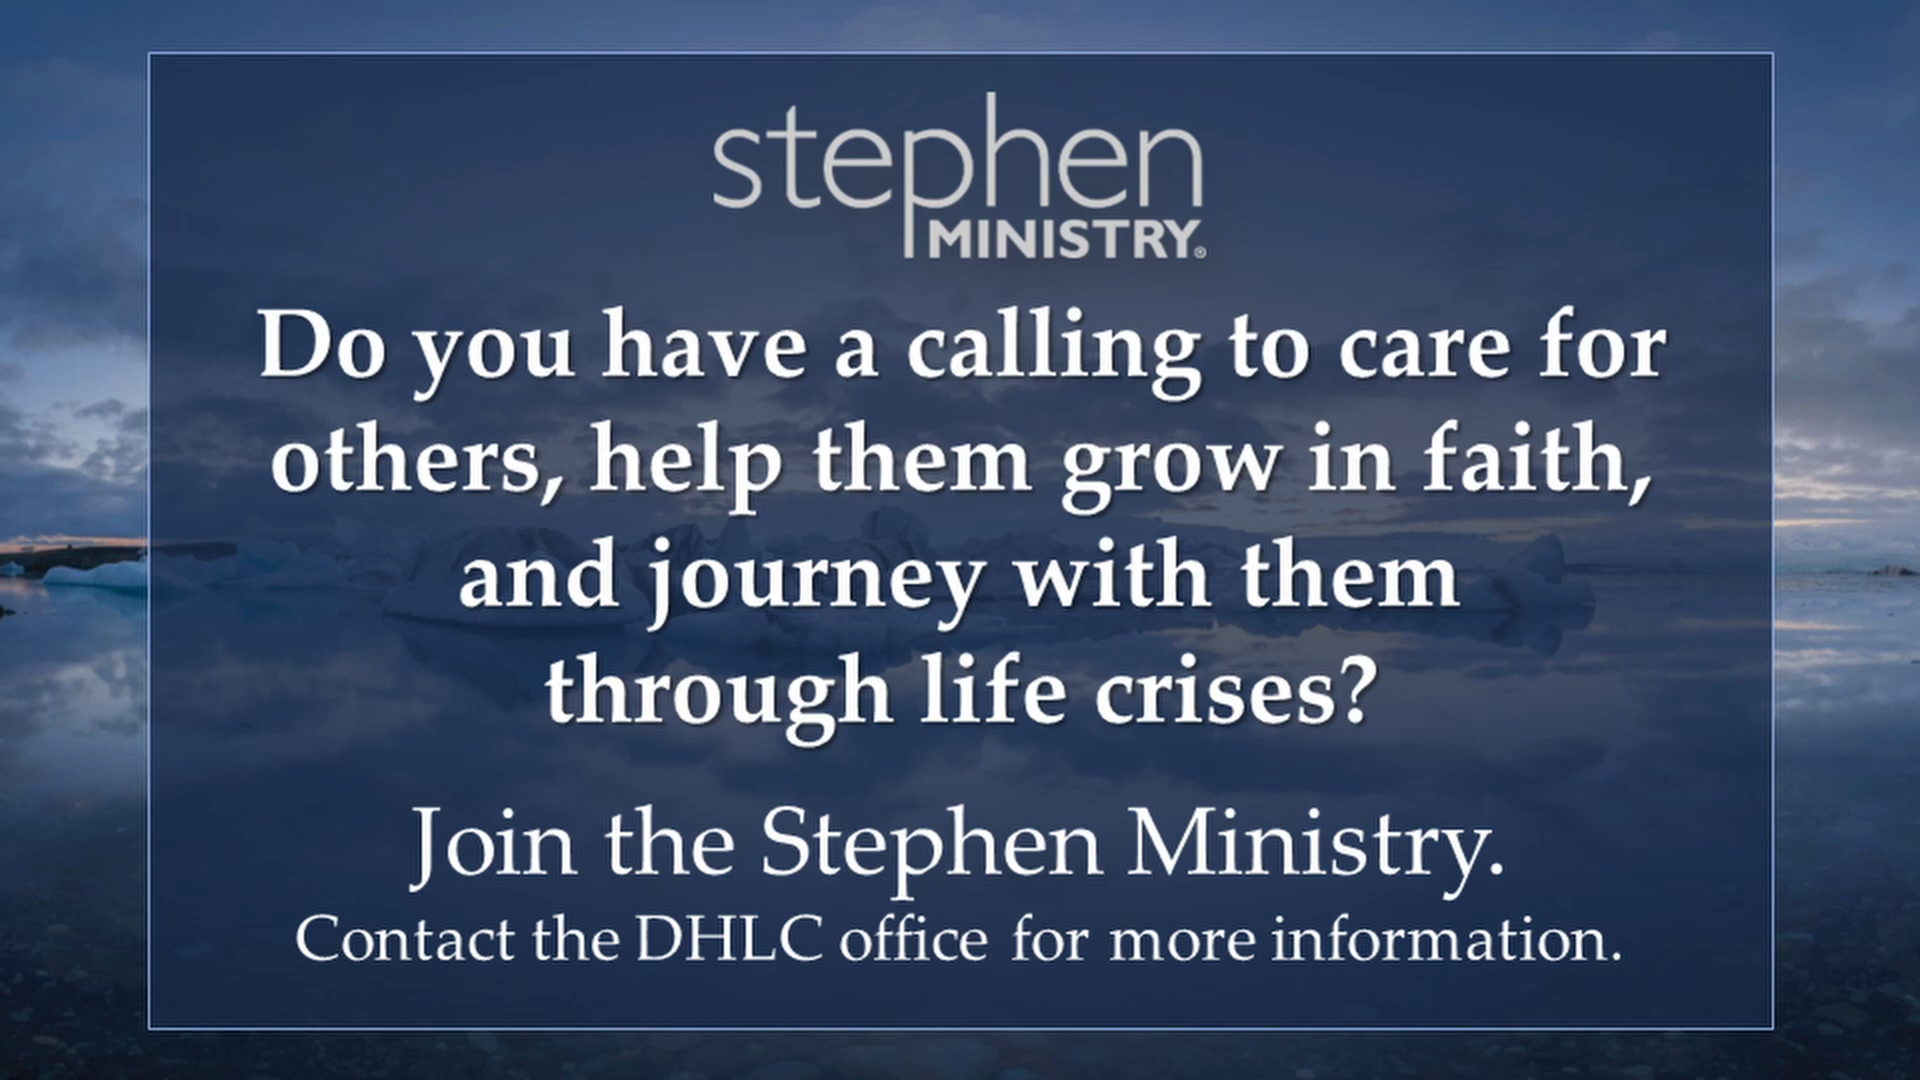 stephen
MINISTRY®
Do you have a calling to care for
others, help them grow in faith,
and journey with them
through life crises?
Join the Stephen Ministry.
Contact the DHLC office for more information.